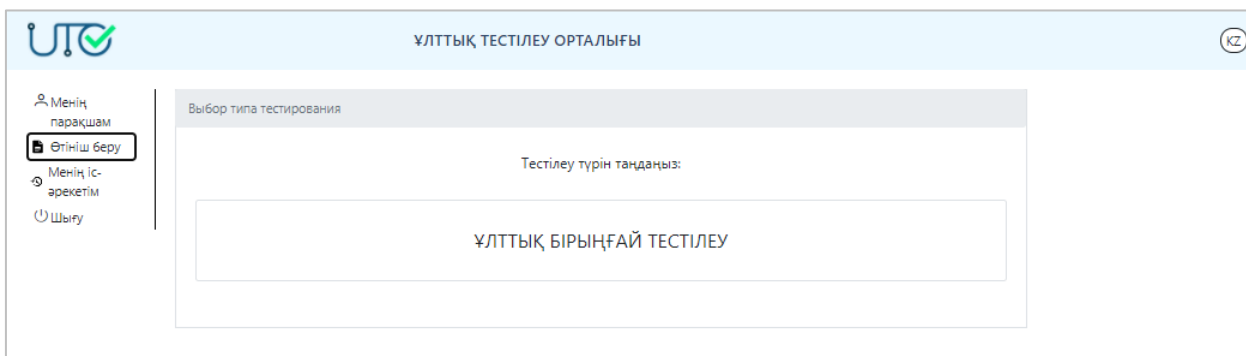 UTO
ҰЛТТЫҚ ТЕСТІЛЕУ ОРТАЛЫҒЫ
KZ
Менің
парақшам
Өтініш беру
Менің іс-
әрекетім
Шығу
Выбор типа тестирования
Тестілеу түрін таңдаңыз:
ҰЛТТЫҚ БІРЫҢҒАЙ ТЕСТІЛЕУ